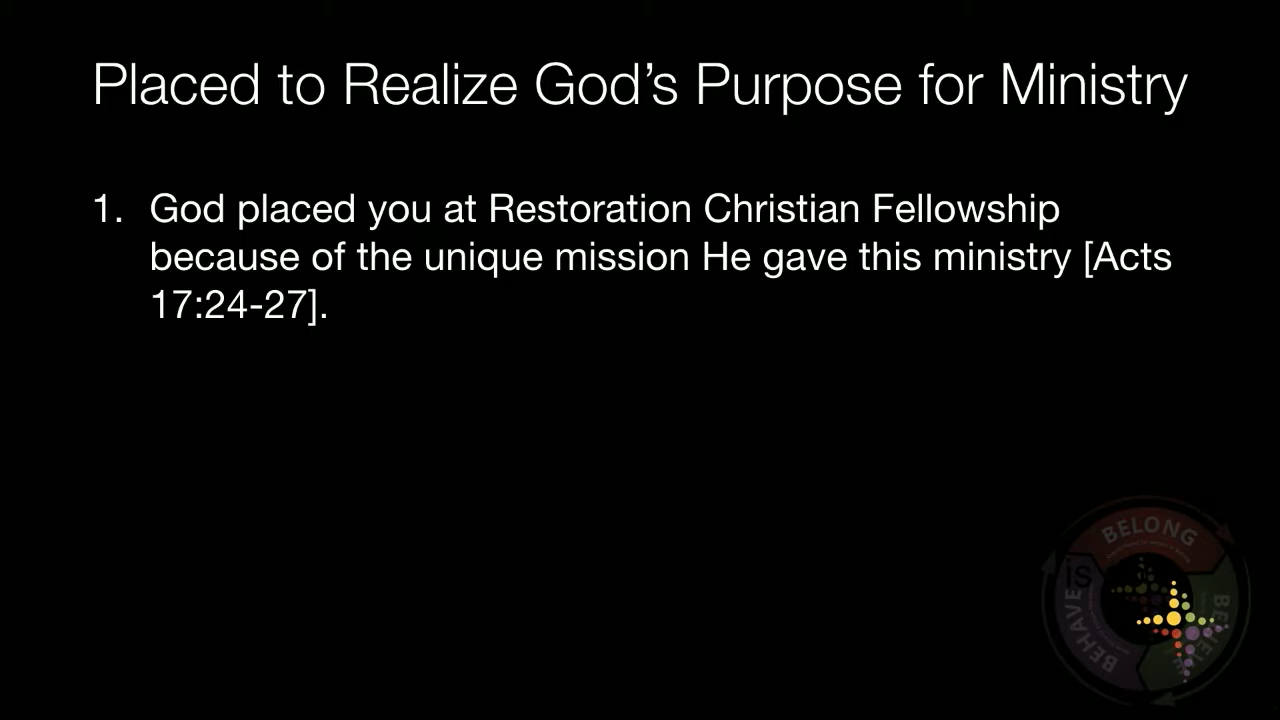 Placed to Realize God’s Purpose for Ministry
1. God placed you at Restoration Christian Fellowship
because of the unique mission He gave this ministry [Acts
17:24-27].
BELONG
is
BEHAVE